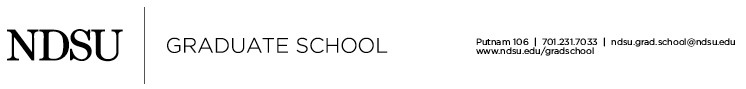 NDSU
GRADUATE SCHOOL
Putnam 106 | 701.231.7033 | ndsu.grad.school@ndsu.edu
www.ndsu.edu/gradschool